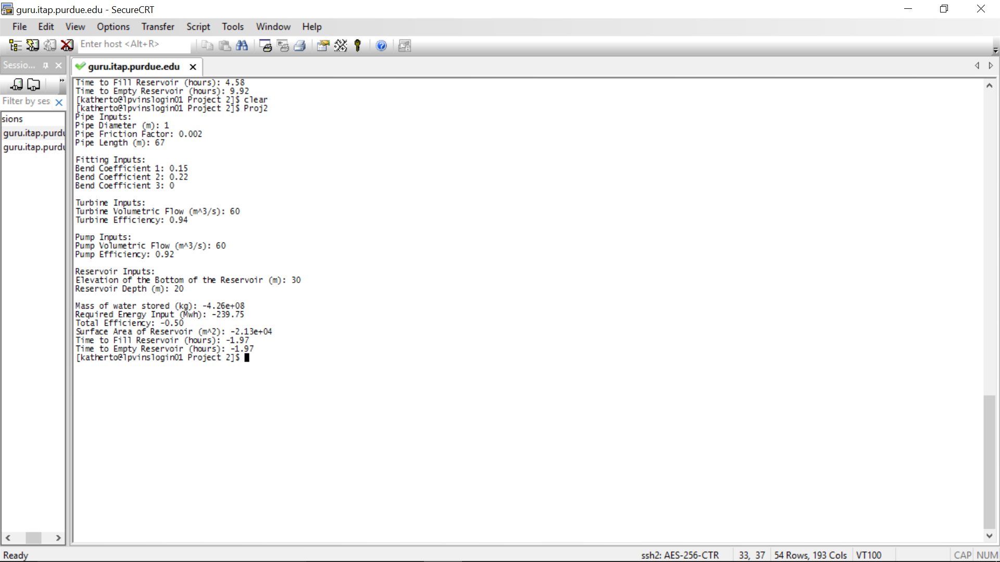 guru.itap.purdue.edu - SecureCRT
File Edit View Options Transfer Script Tools Window Help
Enter host <Alt+R>
Sessio...
guru.itap.purdue.edu
Filter by ses
sions
guru.itap.purdu
guru.itap.purdu
Time to Fill Reservoir (hours): 4.58
Time to Empty Reservoir (hours): 9.92
[katherto@lpvinslogin01 Project 2]$ clear
[katherto@lpvinslogin01 Project 2]$ Proj2
Pipe Inputs:
Pipe Diameter (m): 1
Pipe Friction Factor: 0.002
Pipe Length (m): 67
Fitting Inputs:
Bend Coefficient 1: 0.15
Bend Coefficient 2: 0.22
Bend Coefficient 3: 0
Turbine Inputs:
Turbine Volumetric Flow (m^3/s): 60
Turbine Efficiency: 0.94
Pump Inputs:
Pump Volumetric Flow (m^3/s): 60
Pump Efficiency: 0.92
Reservoir Inputs:
Elevation of the Bottom of the Reservoir (m): 30
Reservoir Depth (m): 20
Mass of water stored (kg): -4.26e+08
Required Energy Input (Mwh): -239.75
Total Efficiency: -0.50
Surface Area of Reservoir (m^2): -2.13e+04
Time to Fill Reservoir (hours): -1.97
Time to Empty Reservoir (hours): -1.97
[katherto@lpvinslogin01 Project 2]$
Ready
ssh2: AES-256-CTR 33, 37 54 Rows, 193 Cols VT100 CAP NUM